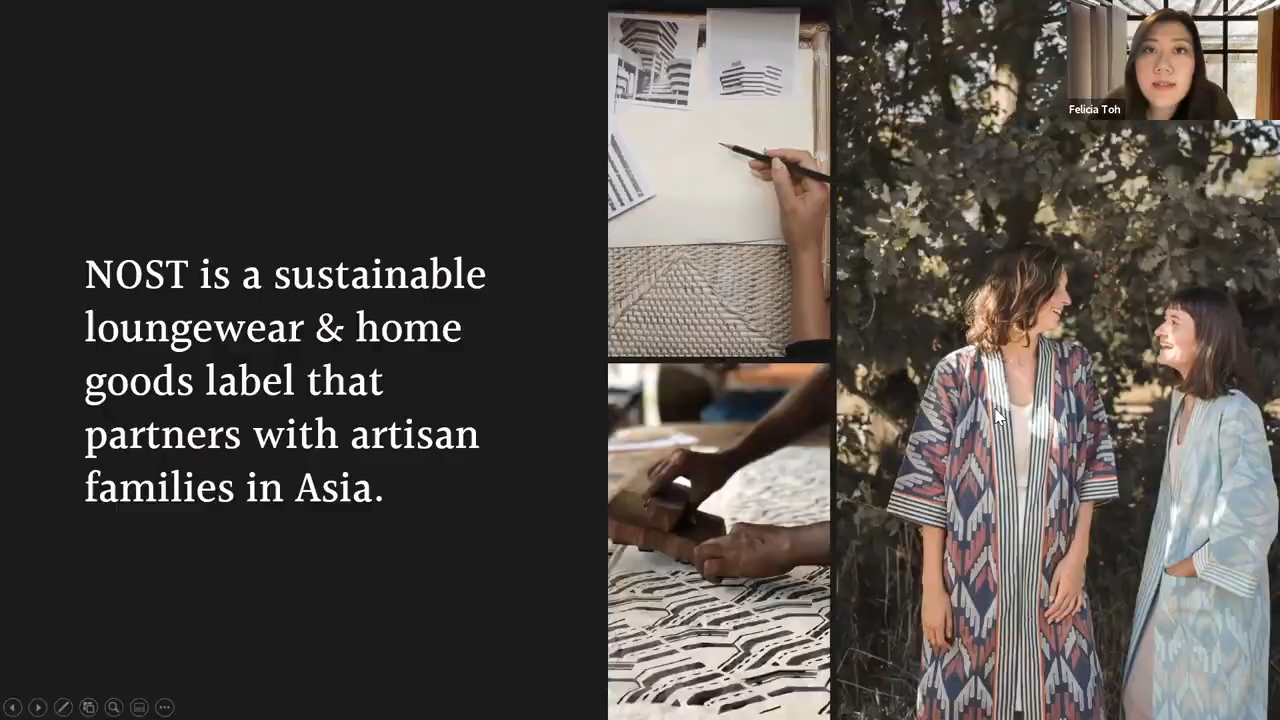 NOST is a sustainable
loungewear & home
goods label that
partners with artisan
families in Asia.
Felicia Toh